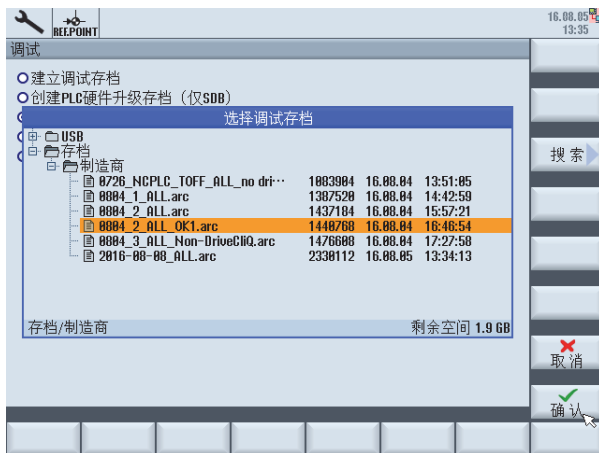 REF.POINT
16.08.05
13:35
调试
建立调试存档
创建PLC硬件升级存档（仅SDB）
选择调试存档
USB
存档
制造商
0726_NCPLC_TOFF_ALL_no dri… 1083904 16.08.04 13:51:05
0804_1_ALL.arc 1387520 16.08.04 14:42:59
0804_2_ALL.arc 1437184 16.08.04 15:57:21
0804_2_ALL_OK1.arc 1440768 16.08.04 16:46:54
0804_3_ALL_Non-DriveCliQ.arc 1476608 16.08.04 17:27:58
2016-08-08_ALL.arc 2330112 16.08.05 13:34:13
存档/制造商 剩余空间 1.9 GB
搜索
取消
确认